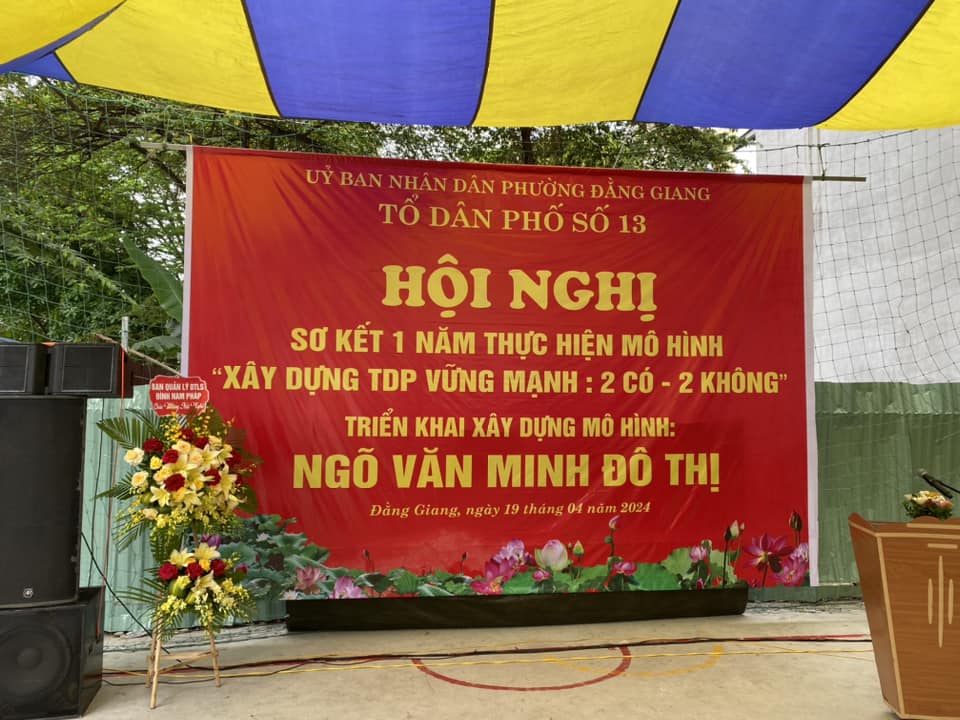 UỶ BAN NHÂN DÂN PHƯỜNG ĐẰNG GIANG
TỔ DÂN PHỐ SỐ 13
HỘI NGHỊ
SƠ KẾT 1 NĂM THỰC HIỆN MÔ HÌNH
“XÂY DỰNG TDP VỮNG MẠNH : 2 CÓ - 2 KHÔNG”
TRIỂN KHAI XÂY DỰNG MÔ HÌNH:
NGÕ VĂN MINH ĐÔ THỊ
Đằng Giang, ngày 19 tháng 04 năm 2024
BAN QUẢN LÝ DTLS
BÌNH NAM PHÁP